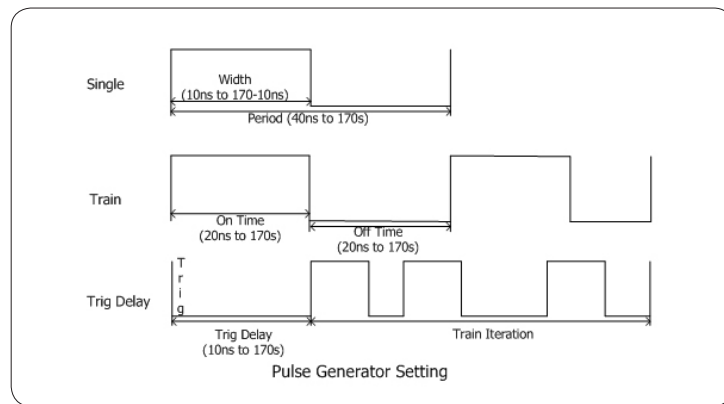 Single
Width
(10ns to 170-10ns)
Period (40ns to 170s)
Train
On Time
(20ns to 170s)
Off Time
(20ns to 170s)
Trig
Trig Delay
Trig Delay
(10ns to 170s)
Train Iteration
Pulse Generator Setting